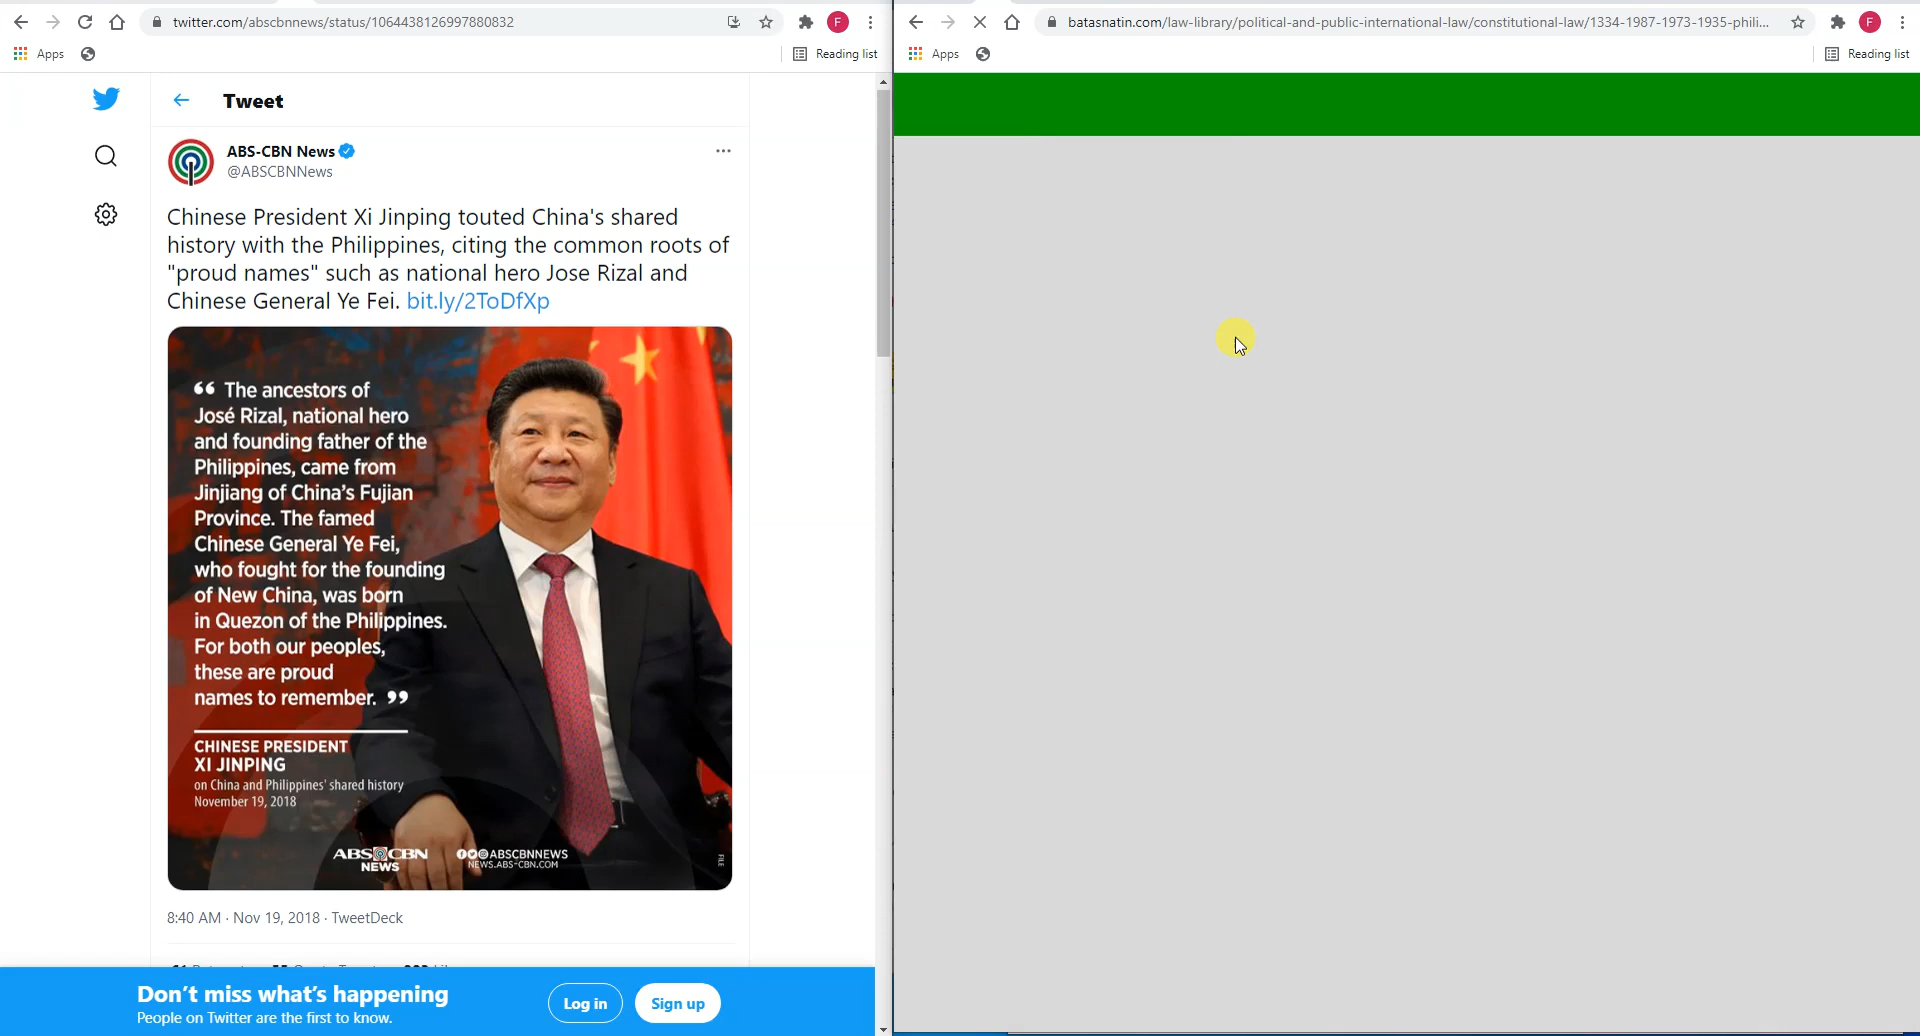 twitter.com/abscbnnews/status/1064438126997880832
Apps
Reading list
Tweet
ABS-CBN News
@ABSCBNNews
Chinese President Xi Jinping touted China's shared
history with the Philippines, citing the common roots of
"proud names" such as national hero Jose Rizal and
Chinese General Ye Fei. bit.ly/2ToDfXp
“ The ancestors of
José Rizal, national hero
and founding father of the
Philippines, came from
Jinjiang of China's Fujian
Province. The famed
Chinese General Ye Fei,
who fought for the founding
of New China, was born
in Quezon of the Philippines.
For both our peoples,
these are proud
names to remember. ”
CHINESE PRESIDENT
XI JINPING
on China and Philippines' shared history
November 19, 2018
ABS CBN
NEWS
ABSCBNNEWS
NEWS.ABS-CBN.COM
FILE
8:40 AM · Nov 19, 2018 · TweetDeck
Don't miss what's happening
People on Twitter are the first to know.
Log in
Sign up
batasnatin.com/law-library/political-and-public-international-law/constitutional-law/1334-1987-1973-1935-phili...
F
Apps
Reading list
F